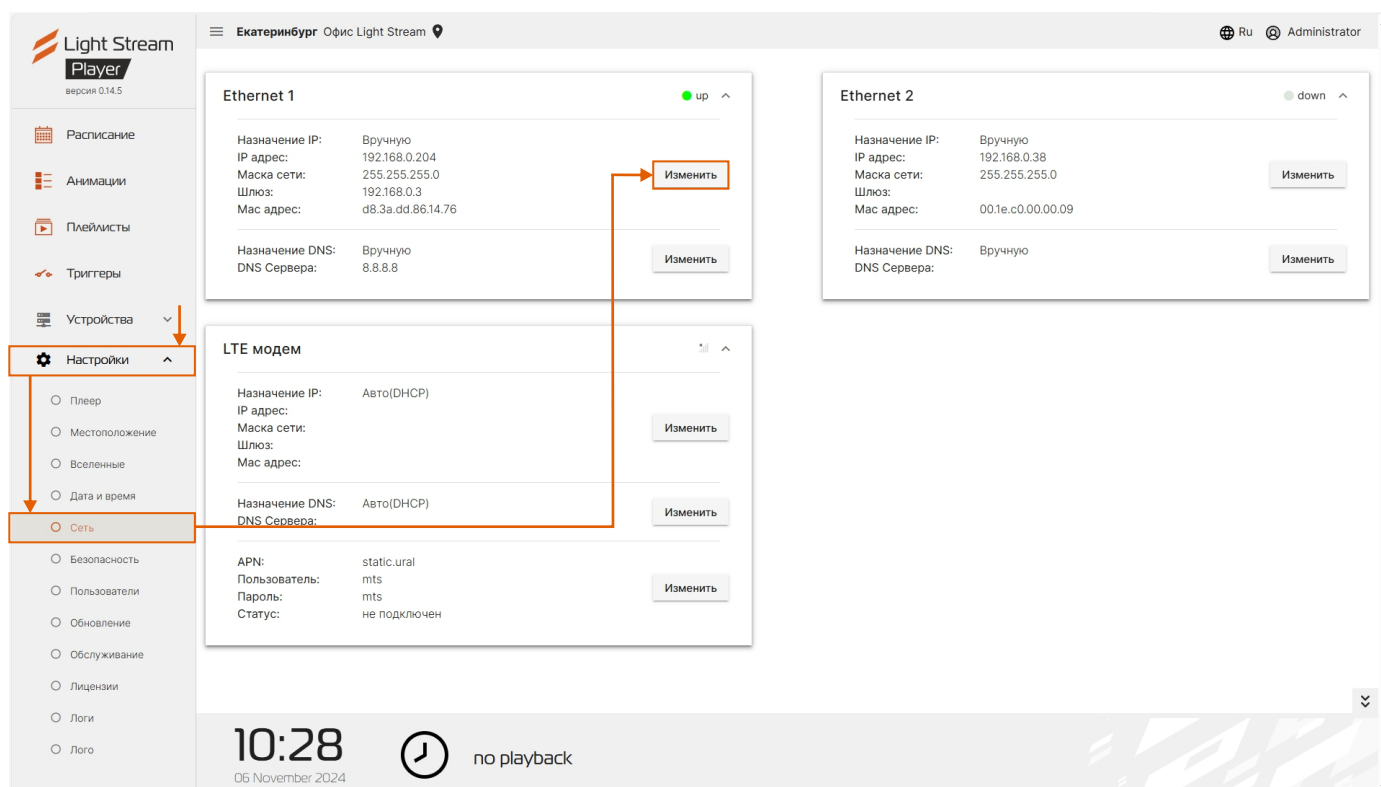 Light Stream
Player
версия 0.14.5
Екатеринбург Офис Light Stream
Ru
Administrator
Расписание
Анимации
Плейлисты
Триггеры
Устройства
Настройки
Плеер
Местоположение
Вселенные
Дата и время
Сеть
Безопасность
Пользователи
Обновление
Обслуживание
Лицензии
Логи
Лого
Ethernet 1
up
Назначение IP: Вручную
IP адрес: 192.168.0.204
Маска сети: 255.255.255.0
Шлюз: 192.168.0.3
Мас адрес: d8.3a.dd.86.14.76
Изменить
Назначение DNS: Вручную
DNS Сервера: 8.8.8.8
Изменить
Ethernet 2
down
Назначение IP: Вручную
IP адрес: 192.168.0.38
Маска сети: 255.255.255.0
Шлюз:
Мас адрес: 00.1e.c0.00.00.09
Изменить
Назначение DNS: Вручную
DNS Сервера:
Изменить
LTE модем
Назначение IP: Авто(DHCP)
IP адрес:
Маска сети:
Шлюз:
Мас адрес:
Изменить
Назначение DNS: Авто(DHCP)
DNS Сервера:
Изменить
APN: static.ural
Пользователь: mts
Пароль: mts
Статус: не подключен
Изменить
10:28
06 November 2024
no playback